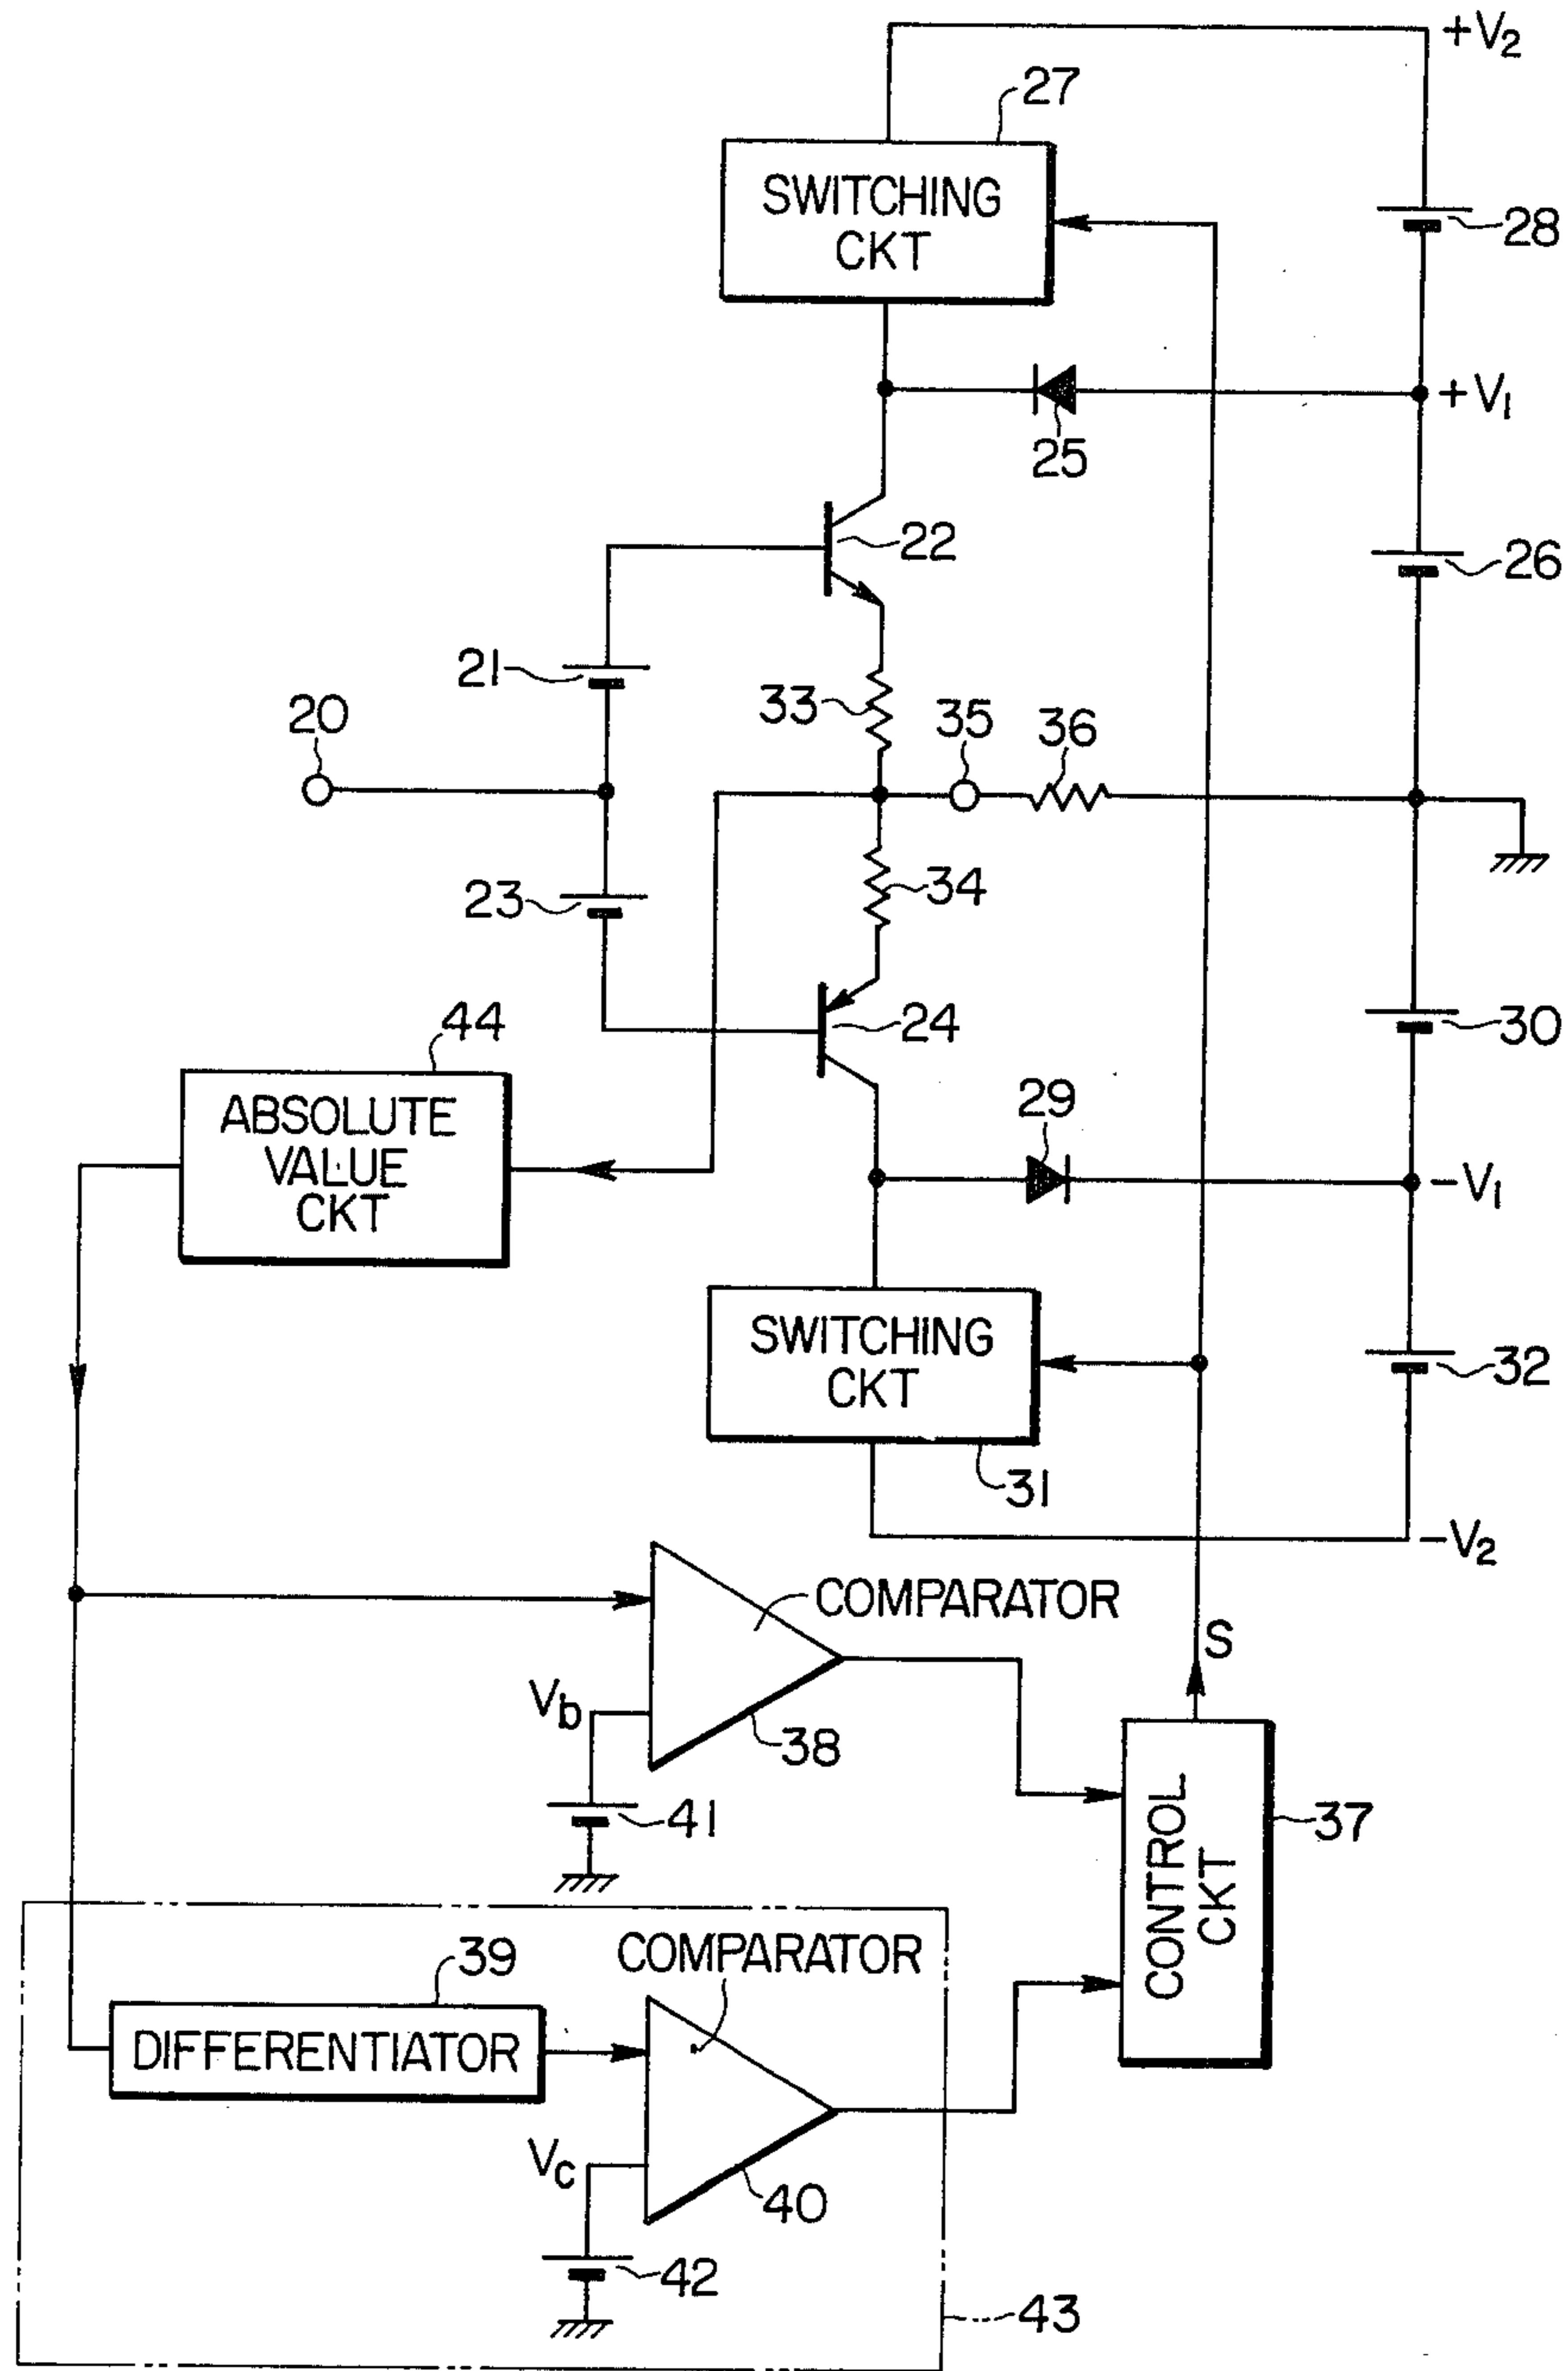 +V2
27
SWITCHING
CKT
28
+V1
25
22
26
21
33
20
35
36
23
34
24
30
44
ABSOLUTE
VALUE
CKT
29
-V1
SWITCHING
CKT
32
31
-V2
COMPARATOR
S
Vb
38
41
CONTROL
CKT
37
COMPARATOR
39
DIFFERENTIATOR
Vc
40
42
43